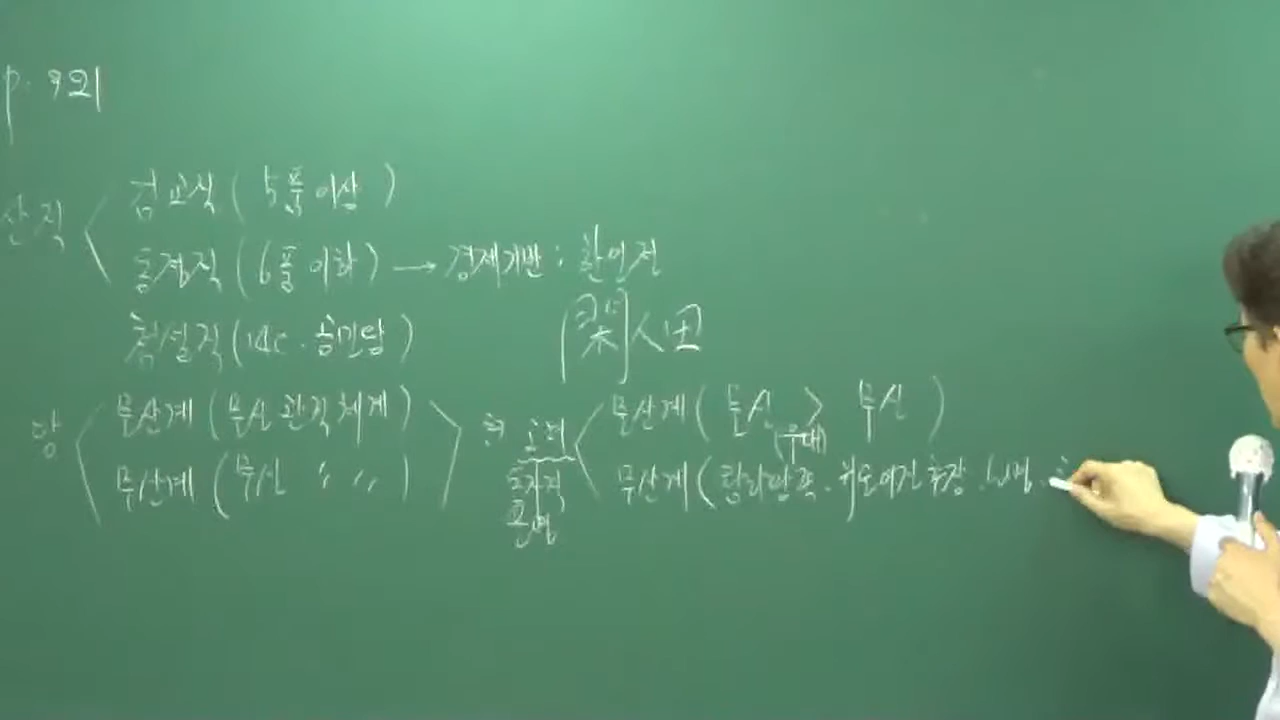 p. 921
산직 < 검교직 ( 5품 이상 )
동정직 ( 6품 이하 ) → 경제기반 : 한인전
첨설직 ( 14c. 공민왕 )
人田
문산계 ( 문신 관직체계 )
무산계 ( 무신 〃 〃 )
문산계 ( 문신 > 무신 )
(우대)
무산계 ( 탐라왕족 . 여진추장 . 노병 .